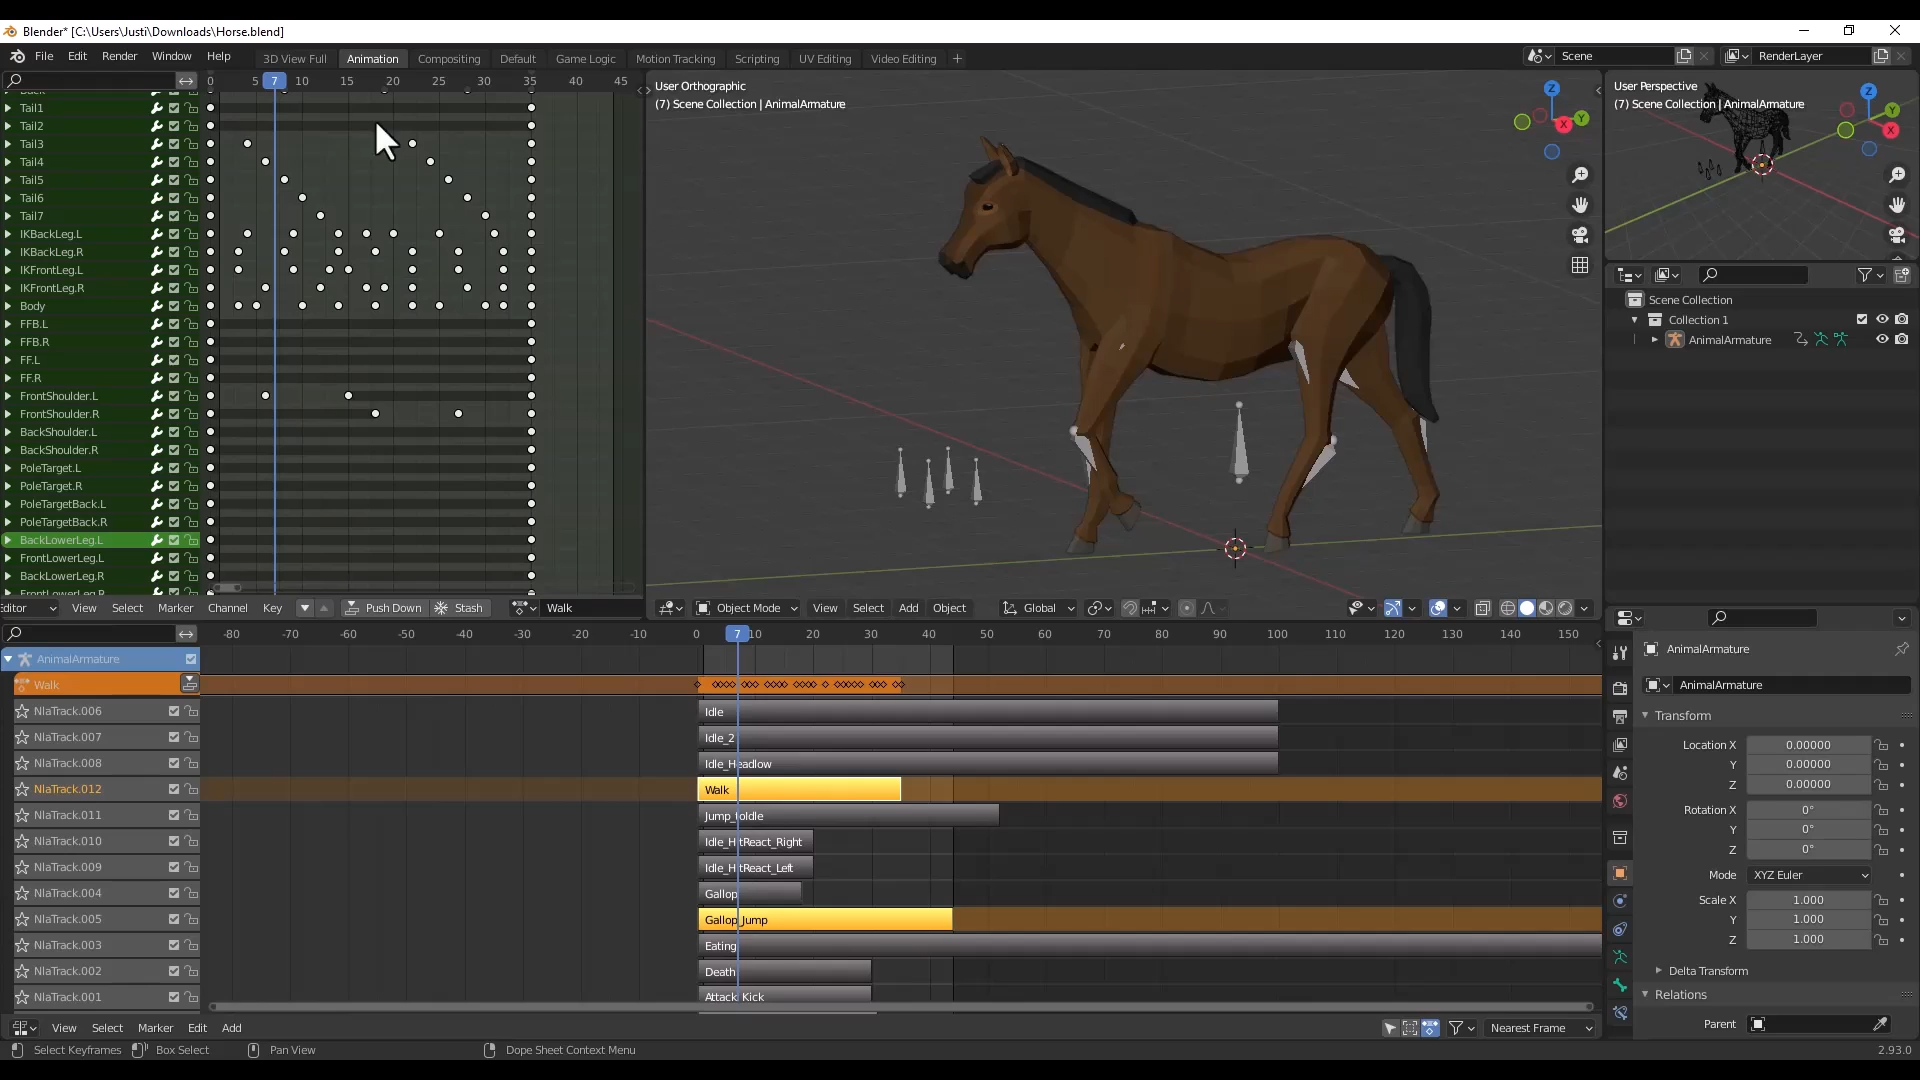 Blender* [C:\Users\Justi\Downloads\Horse.blend]
File Edit Render Window Help 3D View Full Animation Compositing Default Game Logic Motion Tracking Scripting UV Editing Video Editing + Scene RenderLayer
0 5 7 10 15 20 25 30 35 45
Tail1
Tail2
Tail3
Tail4
Tail5
Tail6
Tail7
IKBackLeg.L
IKBackLeg.R
IKFrontLeg.L
IKFrontLeg.R
Body
FFB.L
FFB.R
FF.L
FF.R
FrontShoulder.L
FrontShoulder.R
BackShoulder.L
BackShoulder.R
PoleTarget.L
PoleTarget.R
PoleTargetBack.L
PoleTargetBack.R
BackLowerLeg.L
FrontLowerLeg.L
BackLowerLeg.R
FrontLowerLeg.R
User Orthographic
(7) Scene Collection | AnimalArmature
Z Y X
User Perspective
(7) Scene Collection | AnimalArmature
Z Y X
Scene Collection
Collection 1
AnimalArmature
ditor View Select Marker Channel Key Push Down Stash Walk
Object Mode View Select Add Object Global
-80 -70 -60 -50 -40 -30 -20 -10 0 7 10 20 30 40 50 60 70 80 90 100 110 120 130 140 150
AnimalArmature
Walk
NlaTrack.006 Idle
NlaTrack.007 Idle_2
NlaTrack.008 Idle_Headlow
NlaTrack.012 Walk
NlaTrack.011 Jump_toIdle
NlaTrack.010 Idle_HitReact_Right
NlaTrack.009 Idle_HitReact_Left
NlaTrack.004 Gallop
NlaTrack.005 Gallop_Jump
NlaTrack.003 Eating
NlaTrack.002 Death
NlaTrack.001 Attack_Kick
View Select Marker Edit Add Nearest Frame
AnimalArmature
AnimalArmature
Transform
Location X 0.00000
Y 0.00000
Z 0.00000
Rotation X 0°
Y 0°
Z 0°
Mode XYZ Euler
Scale X 1.000
Y 1.000
Z 1.000
Delta Transform
Relations
Parent
Select Keyframes Box Select Pan View Dope Sheet Context Menu 2.93.0